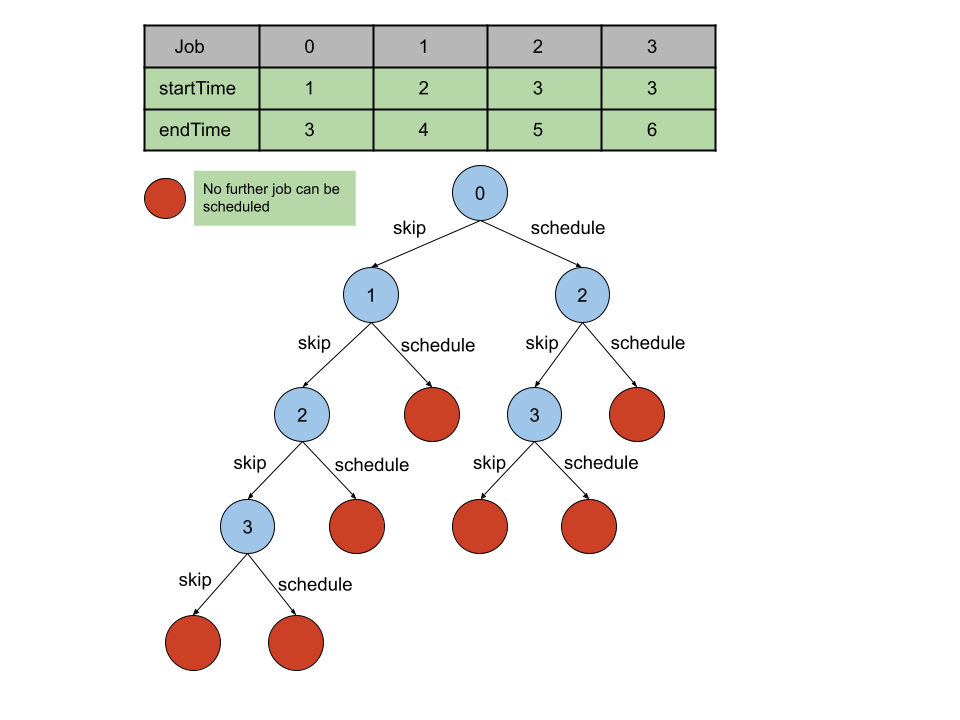 Job 0 1 2 3
startTime 1 2 3 3
endTime 3 4 5 6
No further job can be
scheduled
0
skip schedule
1 2
skip schedule skip schedule
2 3
skip schedule skip schedule
3
skip schedule